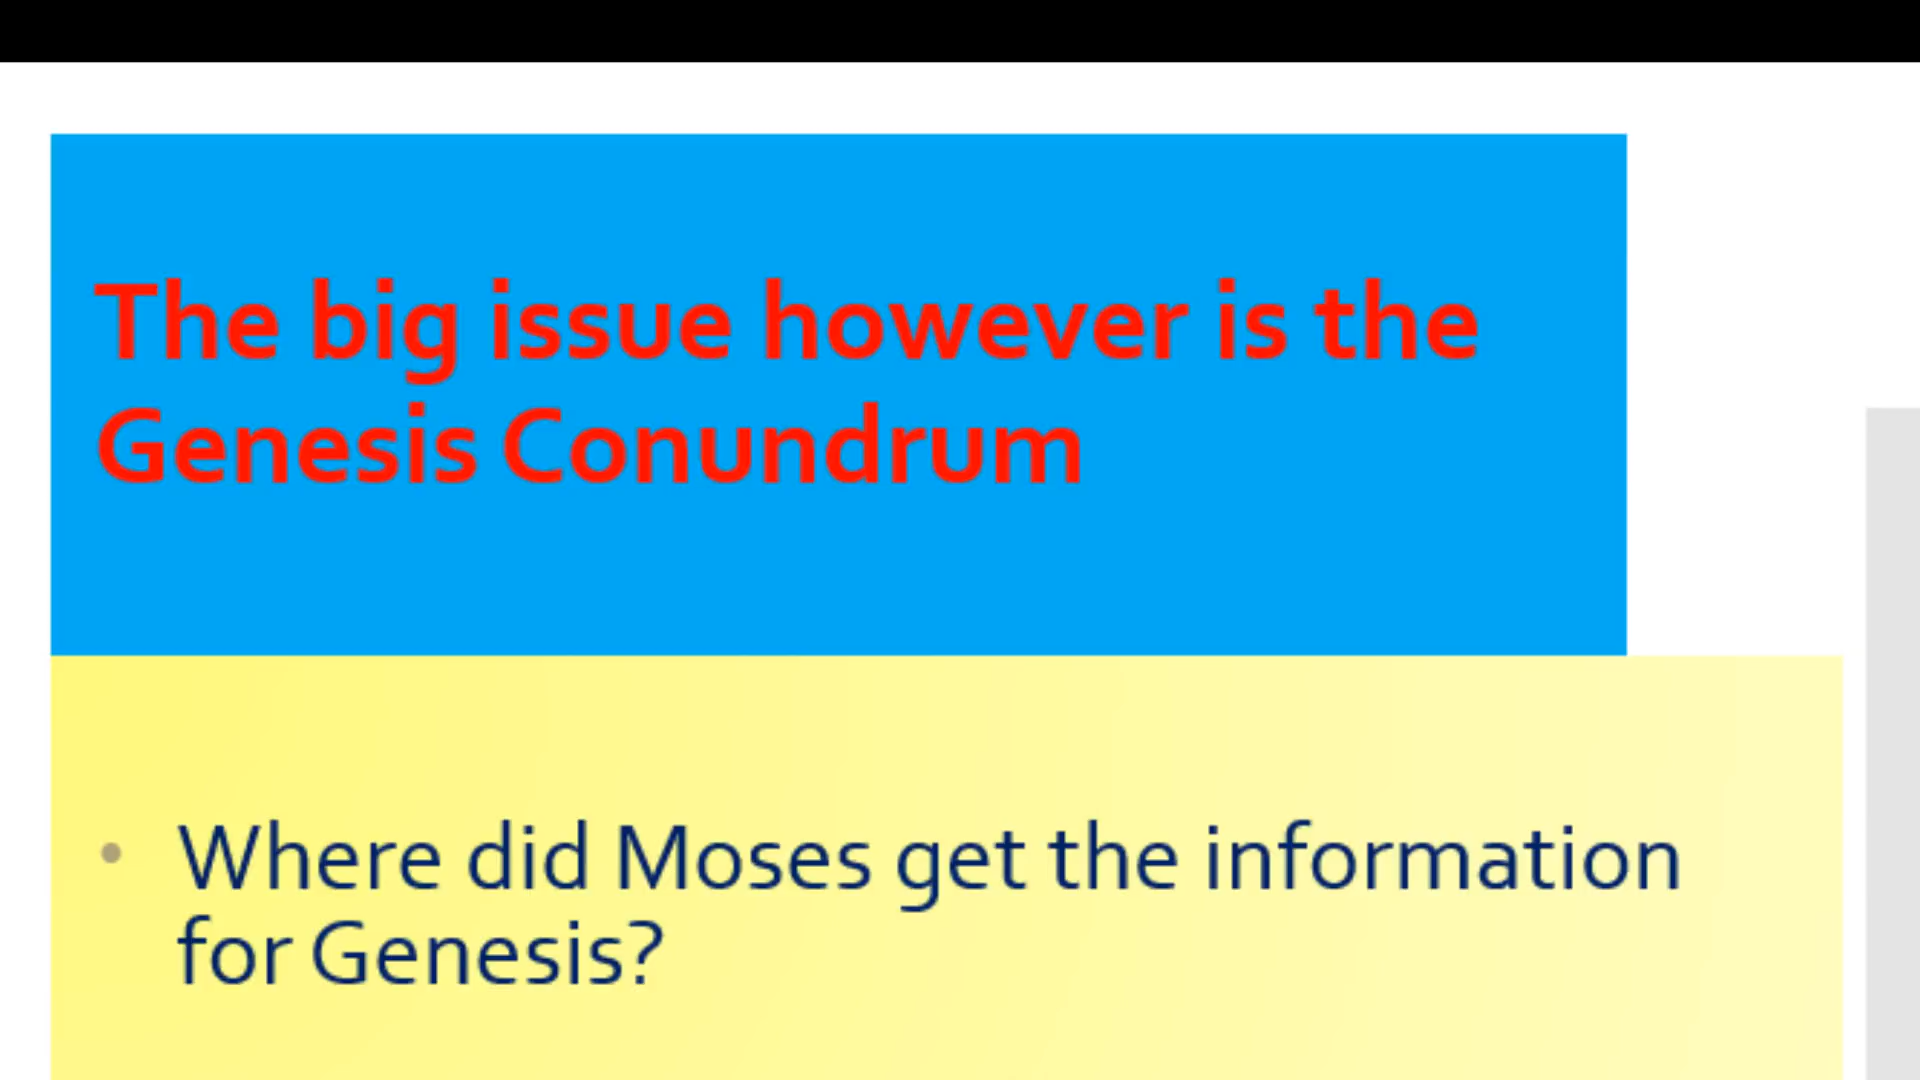 The big issue however is the
Genesis Conundrum
• Where did Moses get the information
for Genesis?